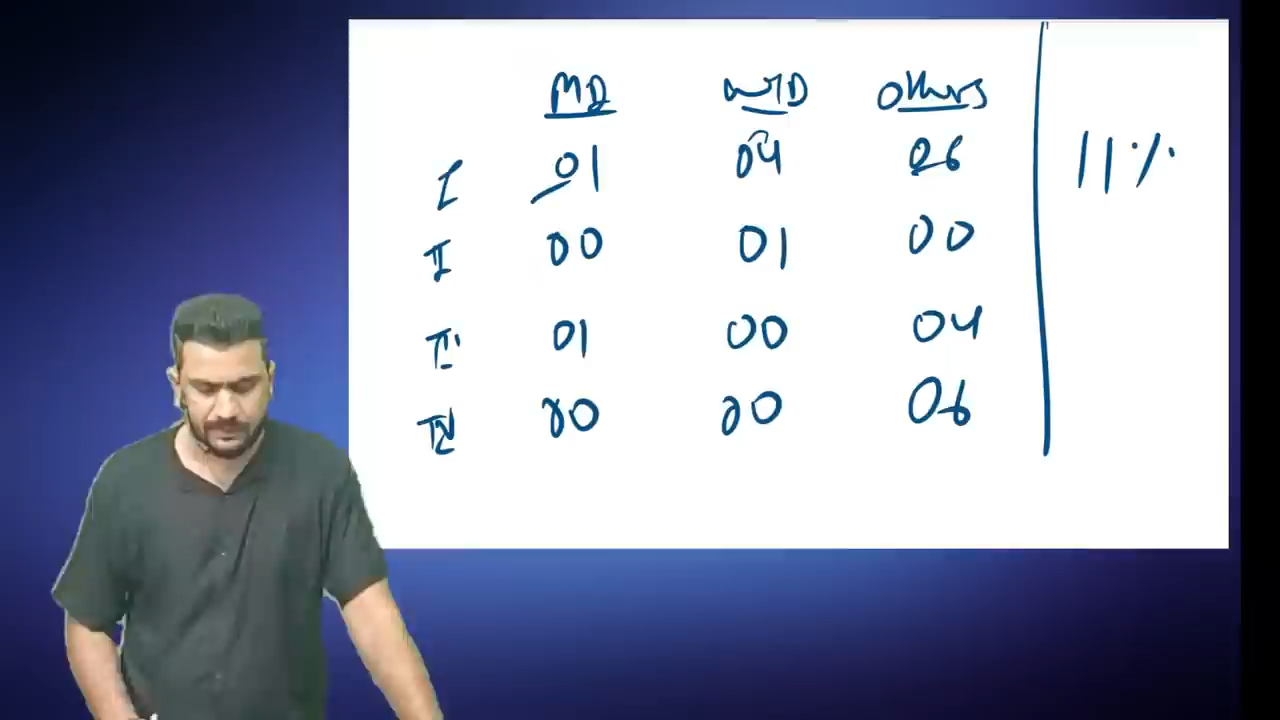 MD WTD Others
I 01 04 06 11%
II 00 01 00
III 01 00 04
IV 00 00 06